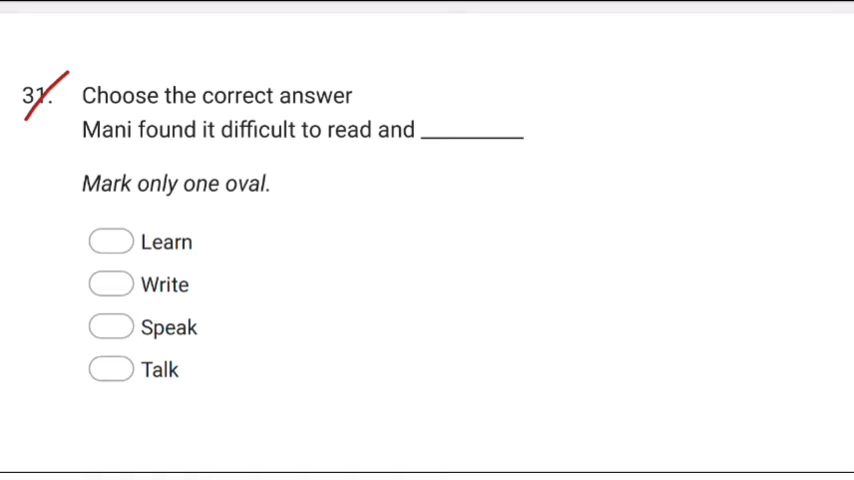 31. Choose the correct answer
Mani found it difficult to read and __________
Mark only one oval.
Learn
Write
Speak
Talk